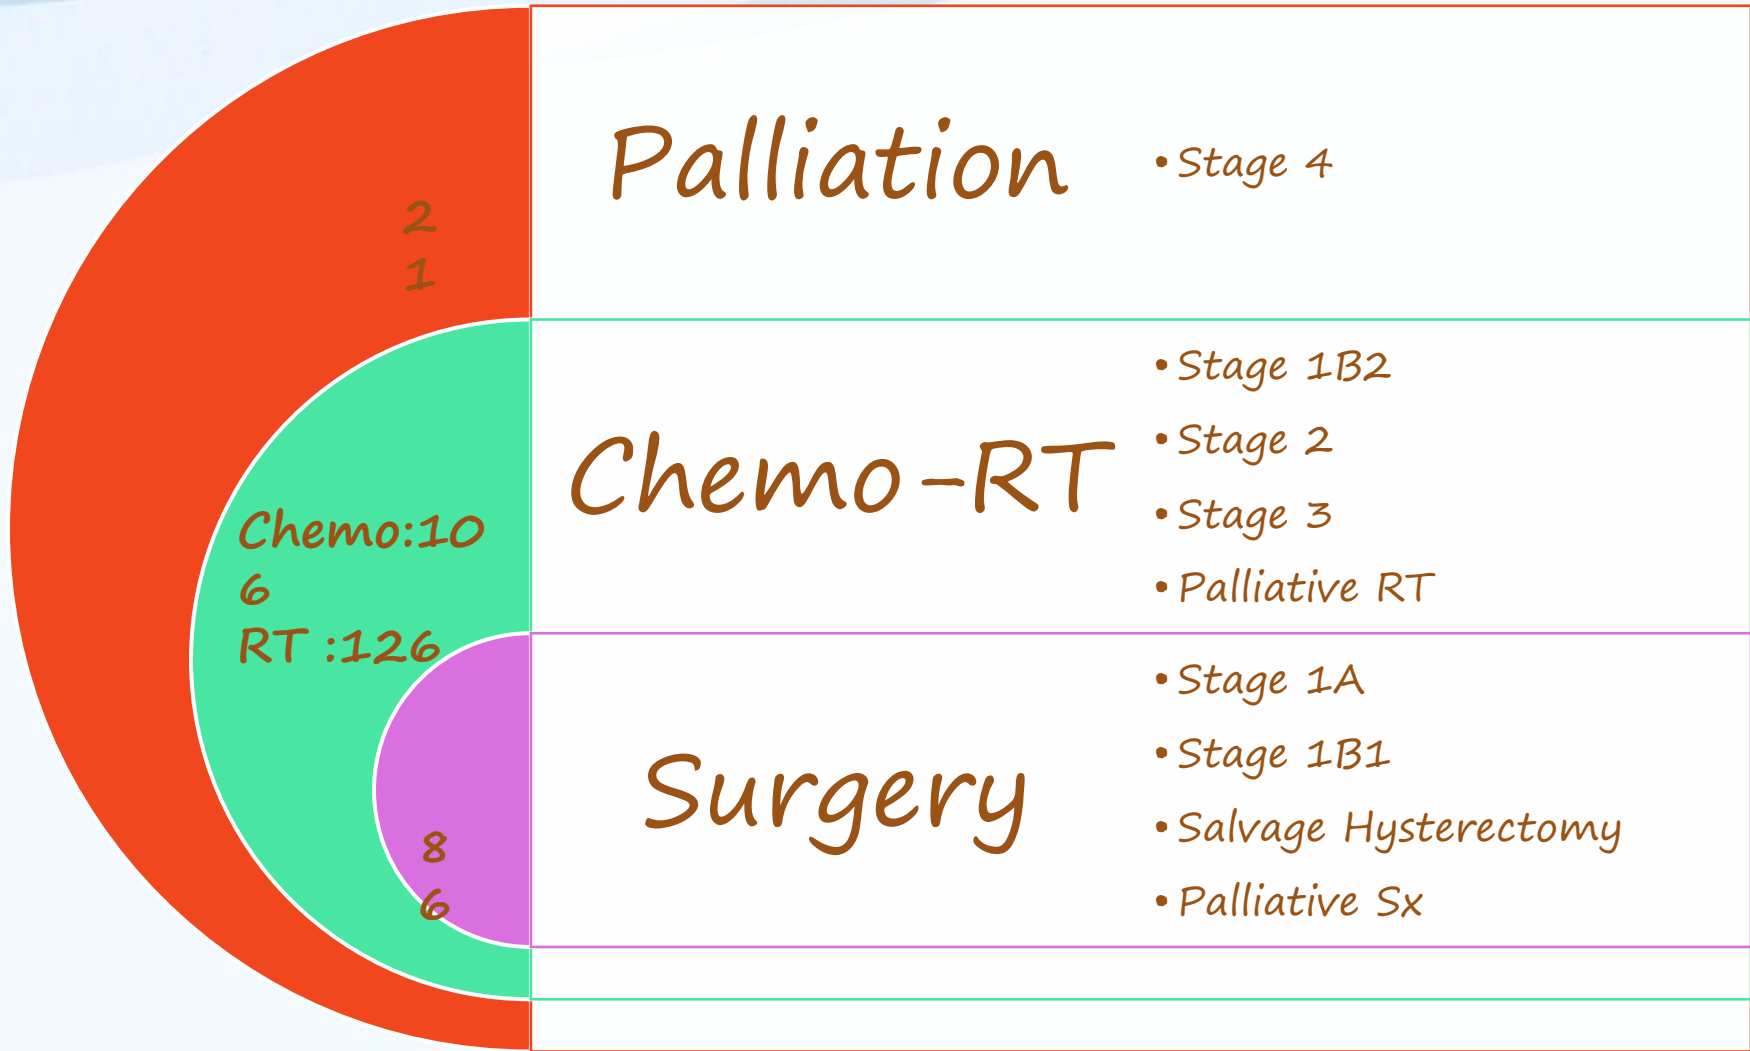 2
1
Palliation
• Stage 4
Chemo:10
6
RT :126
Chemo-RT
• Stage 1B2
• Stage 2
• Stage 3
• Palliative RT
8
6
Surgery
• Stage 1A
• Stage 1B1
• Salvage Hysterectomy
• Palliative Sx